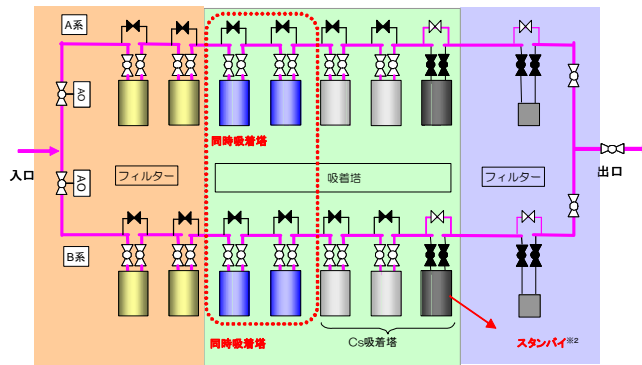 A系
AO
同時吸着塔
入口
フィルター
吸着塔
フィルター
出口
AO
B系
同時吸着塔
Cs吸着塔
スタンバイ※2